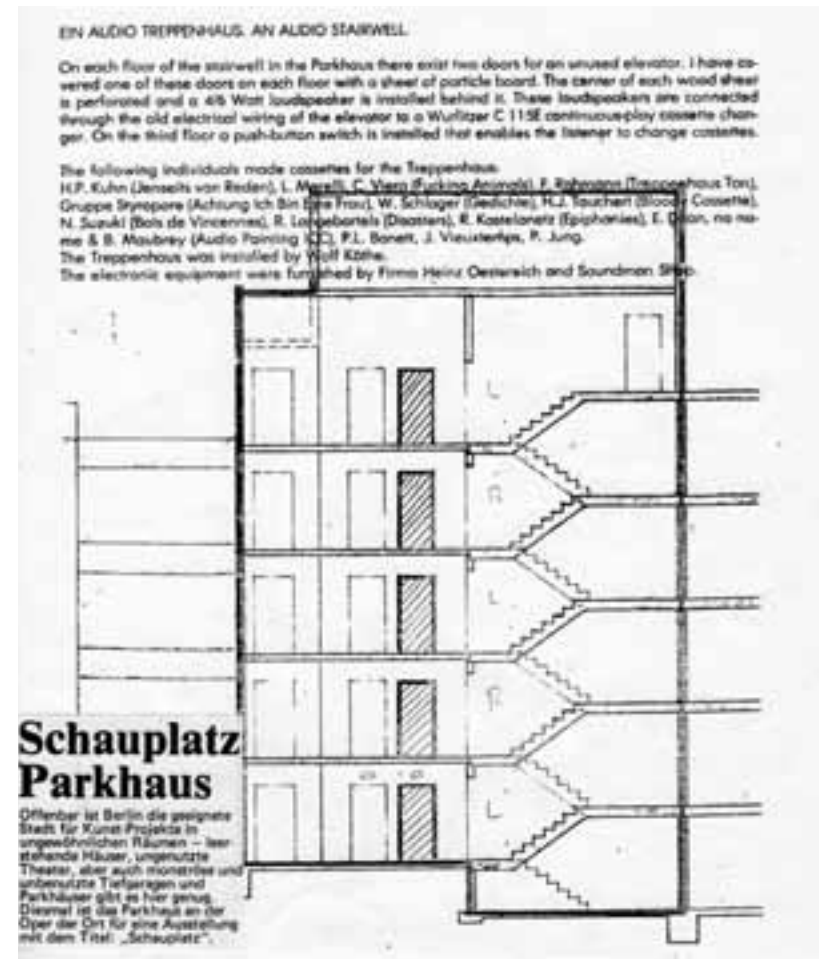 EIN AUDIO TREPPENHAUS. AN AUDIO STAIRWELL.
On each floor of the stairwell in the Parkhaus there exist two doors for an unused elevator. I have co-
vered one of these doors on each floor with a sheet of particle board. The center of each wood sheet
is perforated and a 4/6 Watt loudspeaker is installed behind it. These loudspeakers are connected
through the old electrical wiring of the elevator to a Wurlitzer C 115E continuous-play cassette chan-
ger. On the third floor a push-button switch is installed that enables the listener to change cassettes.
The following individuals made cassettes for the Treppenhaus:
H.P. Kuhn (Jenseits von Reden), L. C. Viera (Fucking Animals), F. Rahmann (Treppenhaus Ton),
Gruppe Styropore (Achtung Ich Bin Eine Frau), W. Schlager (Gedichte), H.J. Tauchert (Bloody Cassette),
N. Suzuki (Bois de Vincennes), R. Langebartels (Disasters), R. Kostelanetz (Epiphanies), E. no na-
me & B. Maubrey (Audio Painting P.L. Banett, J. P. Jung.
The Treppenhaus was installed by Wolf Käthe.
The electronic equipment were furnished by Firma Heinz Oestereich and Soundman Shop.
L
R
L
R
L
Schauplatz
Parkhaus
Offenbar ist Berlin die geeignete
Stadt für Kunst-Projekte in
ungewöhnlichen Räumen – leer-
stehende Häuser, ungenutzte
Theater, aber auch monströse und
unbenutzte Tiefgaragen und
Parkhäuser gibt es hier genug.
Diesmal ist das Parkhaus an der
Oper der Ort für eine Ausstellung
mit dem Titel: „Schauplatz“.